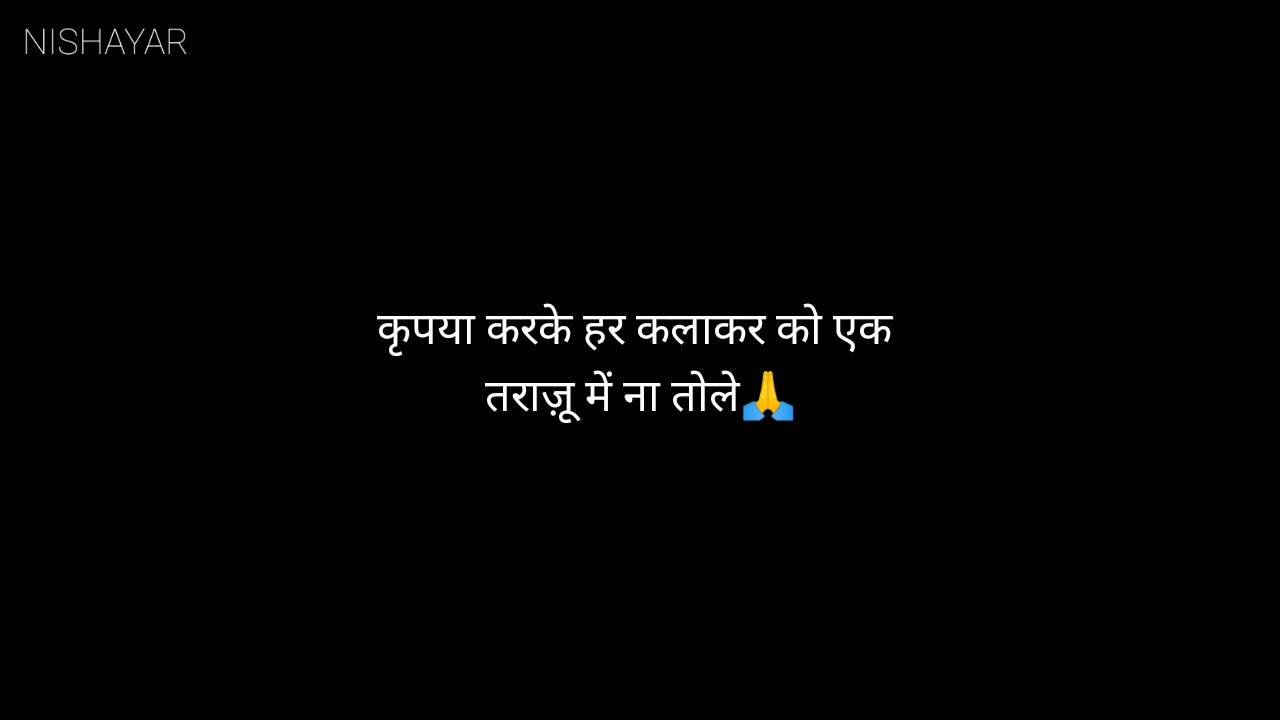 NISHAYAR
कृपया करके हर कलाकर को एक
तराज़ू में ना तोले🙏